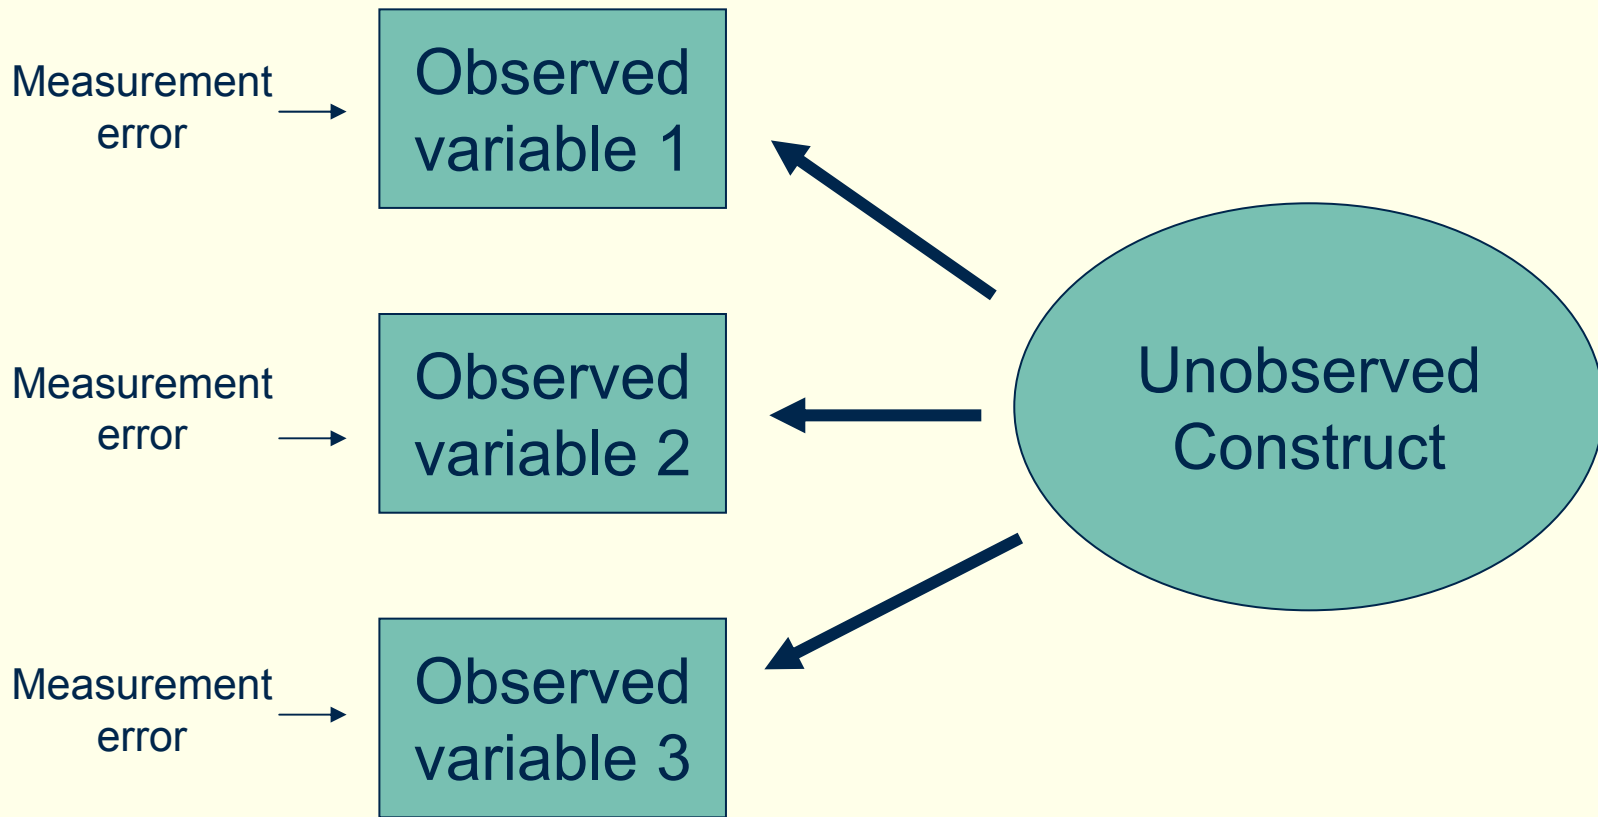 Measurement
error
Observed
variable 1
Measurement
error
Observed
variable 2
Unobserved
Construct
Measurement
error
Observed
variable 3